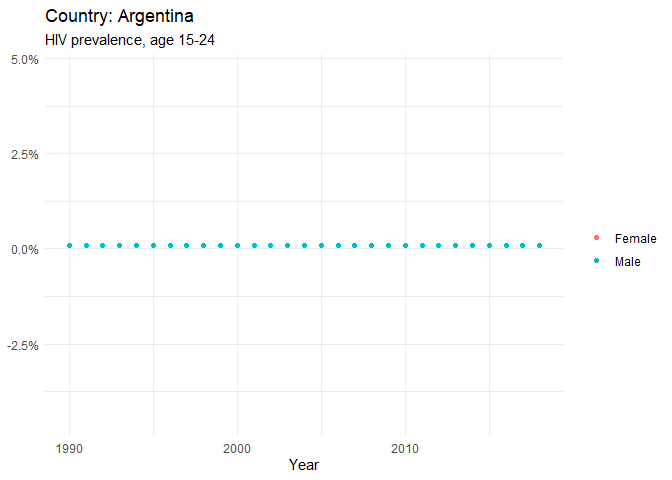 Country: Argentina
HIV prevalence, age 15-24
5.0%
2.5%
0.0%
-2.5%
Female
Male
1990
2000
2010
Year